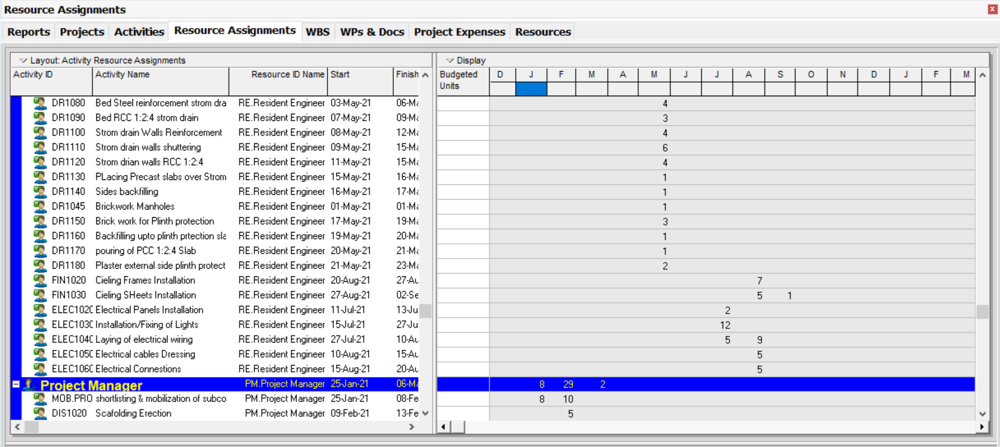 Resource Assignments
Reports Projects Activities Resource Assignments WBS WPs & Docs Project Expenses Resources
Layout: Activity Resource Assignments Display
Activity ID Activity Name Resource ID Name Start Finish Budgeted Units D J F M A M J J A S O N D J F M
DR1080 Bed Steel reinforcement strom dra RE.Resident Engineer 03-May-21 06-Ma 4
DR1090 Bed RCC 1:2:4 strom drain RE.Resident Engineer 07-May-21 09-Ma 3
DR1100 Strom drain Walls Reinforcement RE.Resident Engineer 08-May-21 12-Ma 4
DR1110 Strom drain walls shuttering RE.Resident Engineer 09-May-21 15-Ma 6
DR1120 Strom drian walls RCC 1:2:4 RE.Resident Engineer 11-May-21 15-Ma 4
DR1130 PLacing Precast slabs over Strom RE.Resident Engineer 15-May-21 16-Ma 1
DR1140 Sides backfilling RE.Resident Engineer 16-May-21 17-Ma 1
DR1045 Brickwork Manholes RE.Resident Engineer 01-May-21 01-Ma 1
DR1150 Brick work for Plinth protection RE.Resident Engineer 17-May-21 19-Ma 3
DR1160 Backfilling upto plinth prtection sla RE.Resident Engineer 19-May-21 20-Ma 1
DR1170 pouring of PCC 1:2:4 Slab RE.Resident Engineer 20-May-21 21-Ma 1
DR1180 Plaster external side plinth protect RE.Resident Engineer 21-May-21 23-Ma 2
FIN1020 Cieling Frames Installation RE.Resident Engineer 20-Aug-21 27-Au 7
FIN1030 Cieling SHeets Installation RE.Resident Engineer 27-Aug-21 02-Se 5 1
ELEC1020 Electrical Panels Installation RE.Resident Engineer 11-Jul-21 13-Ju 2
ELEC1030 Installation/Fixing of Lights RE.Resident Engineer 15-Jul-21 27-Ju 12
ELEC1040 Laying of electrical wiring RE.Resident Engineer 27-Jul-21 10-Au 5 9
ELEC1050 Electrical cables Dressing RE.Resident Engineer 10-Aug-21 15-Au 5
ELEC1060 Electrical Connestions RE.Resident Engineer 15-Aug-21 20-Au 5
Project Manager PM.Project Manager 25-Jan-21 06-Ma 8 29 2
MOB.PRO shortlisting & mobilization of subco PM.Project Manager 25-Jan-21 08-Fe 8 10
DIS1020 Scafolding Erection PM.Project Manager 09-Feb-21 13-Fe 5